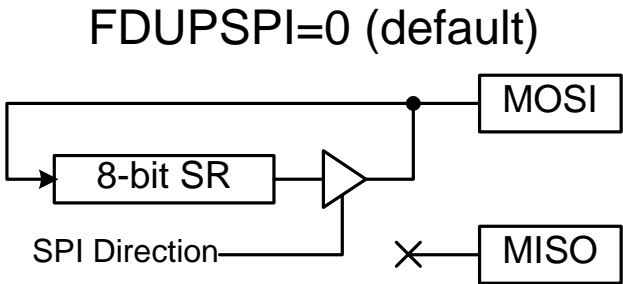 FDUPSPI=0 (default)
MOSI
8-bit SR
SPI Direction
MISO